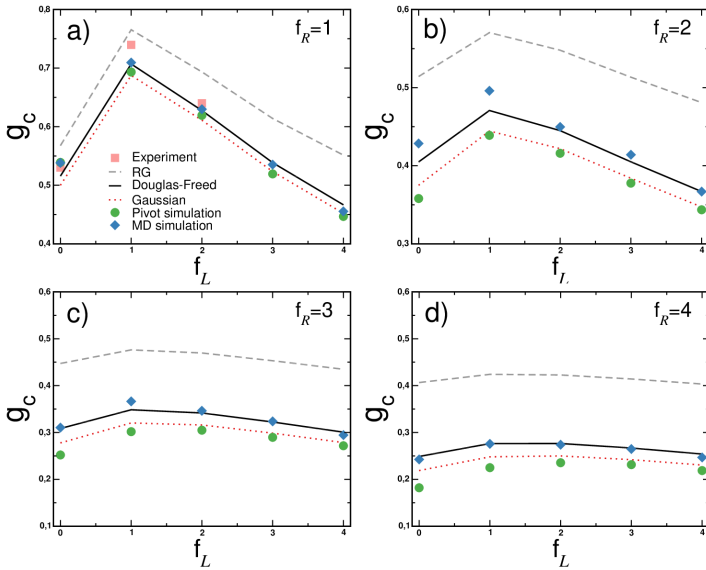 a)
f_R=1
0,8
0,7
0,6
0,5
0,4
g_c
Experiment
RG
Douglas-Freed
Gaussian
Pivot simulation
MD simulation
0 1 2 3 4
f_L
b)
f_R=2
0,6
0,5
0,4
0,3
g_c
0 1 2 3 4
f_L
c)
f_R=3
0,6
0,5
0,4
0,3
0,2
0,1
g_c
0 1 2 3 4
f_L
d)
f_R=4
0,6
0,5
0,4
0,3
0,2
0,1
g_c
0 1 2 3 4
f_L